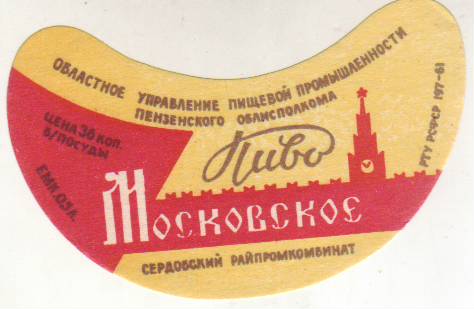 ОБЛАСТНОЕ УПРАВЛЕНИЕ ПИЩЕВОЙ ПРОМЫШЛЕННОСТИ
ПЕНЗЕНСКОГО ОБЛИСПОЛКОМА
ЦЕНА 36 КОП.
Б/ПОСУДЫ
ЕМК. 0,5 Л.
Пиво
МОСКОВСКОЕ
РТУ РСФСР 197-61
СЕРДОБСКИЙ РАЙПРОМКОМБИНАТ